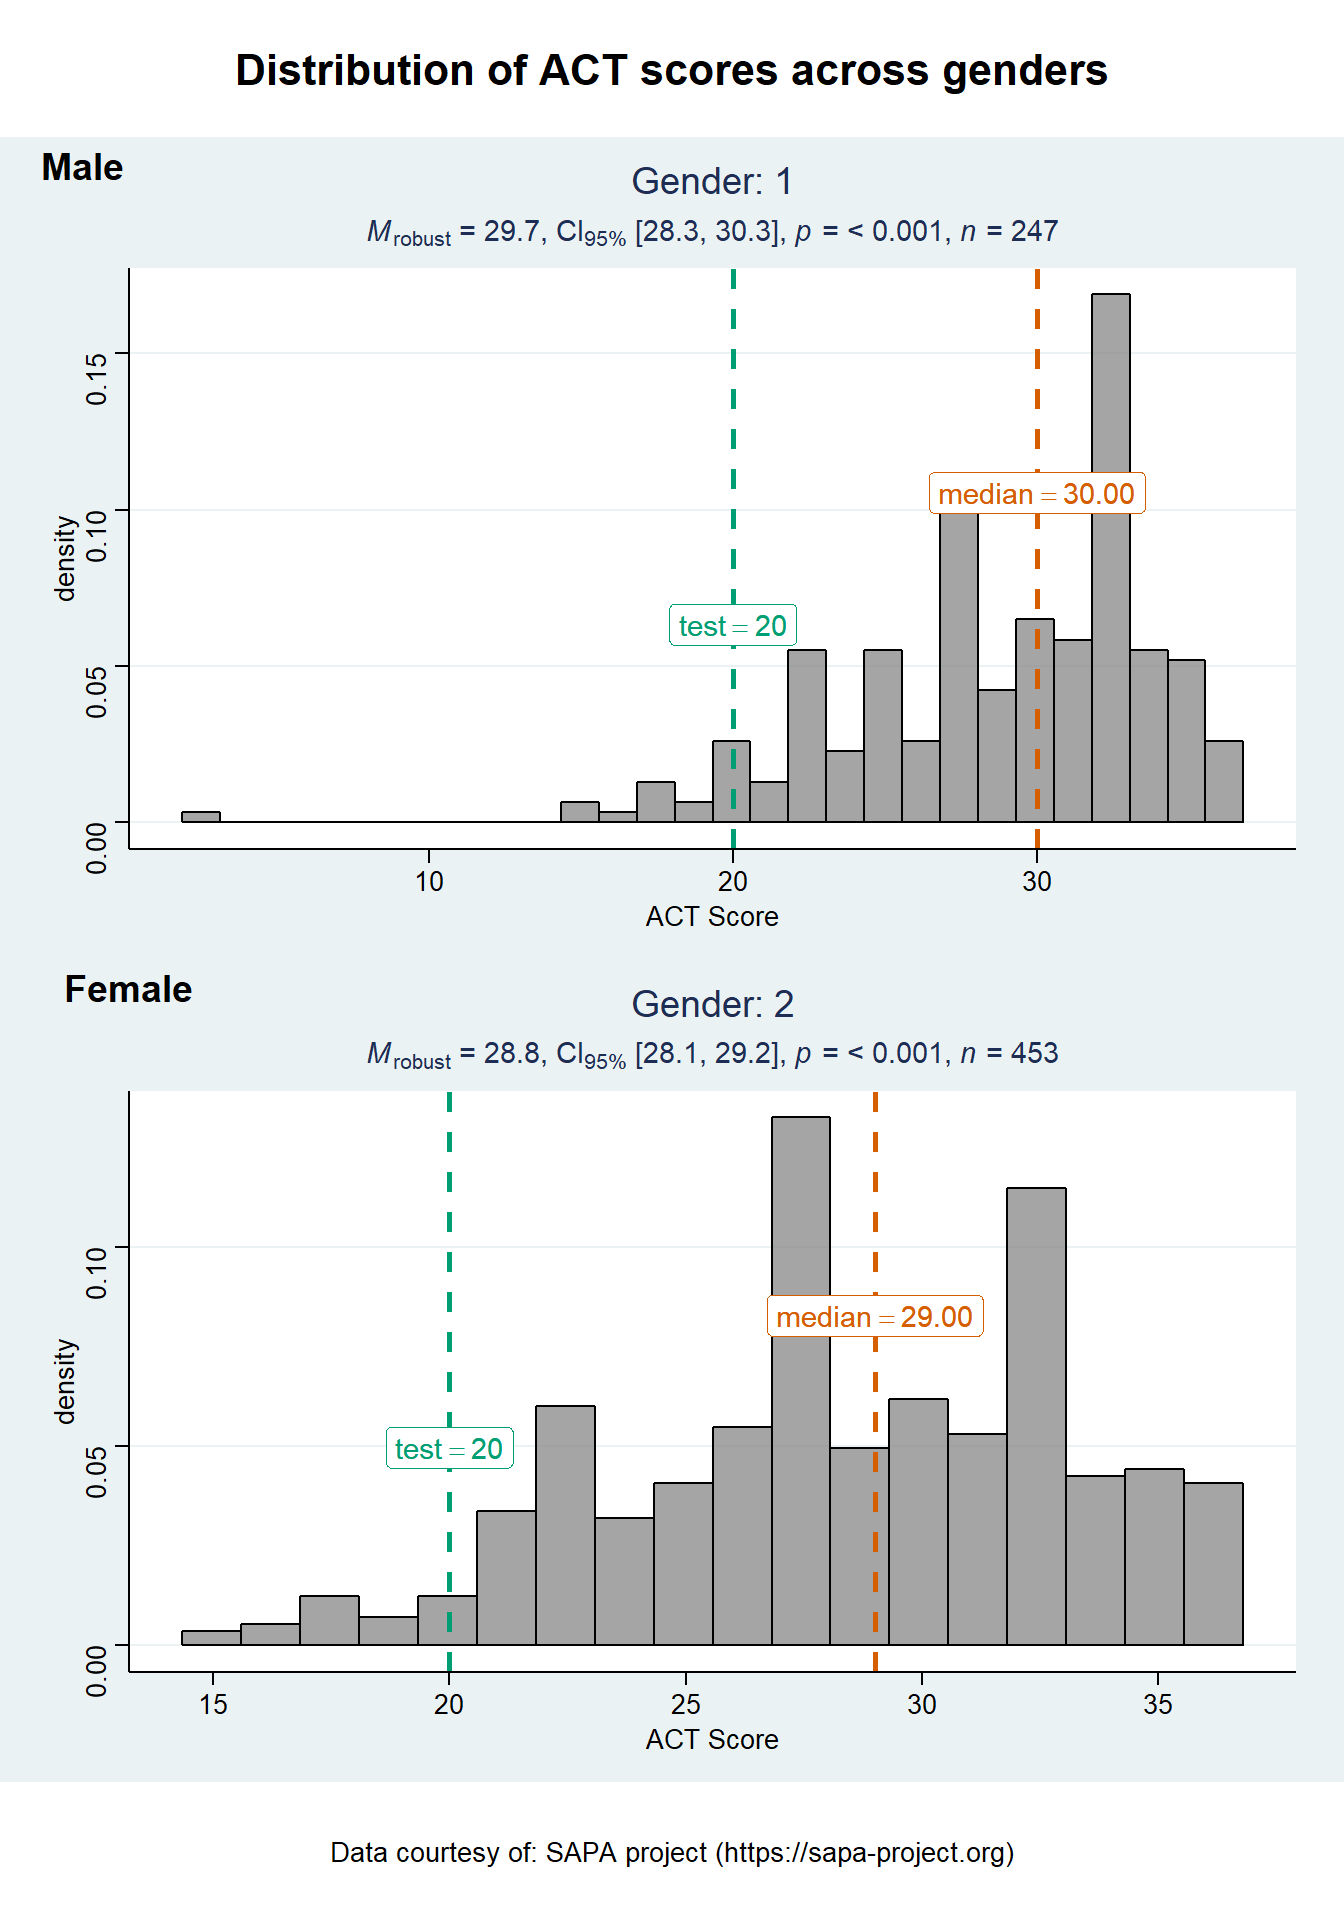 Distribution of ACT scores across genders
Male
Gender: 1
Mrobust = 29.7, CI95% [28.3, 30.3], p = < 0.001, n = 247
0.15
0.10
0.05
0.00
density
median = 30.00
test = 20
10 20 30
ACT Score
Female
Gender: 2
Mrobust = 28.8, CI95% [28.1, 29.2], p = < 0.001, n = 453
0.10
0.05
0.00
density
median = 29.00
test = 20
15 20 25 30 35
ACT Score
Data courtesy of: SAPA project (https://sapa-project.org)